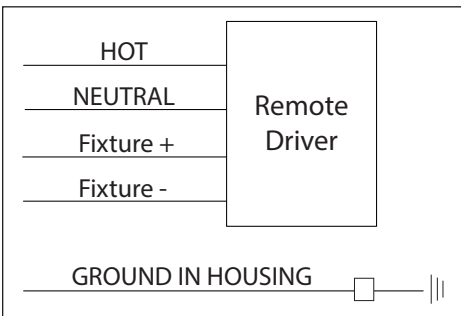 HOT
NEUTRAL
Fixture +
Fixture -
Remote
Driver
GROUND IN HOUSING